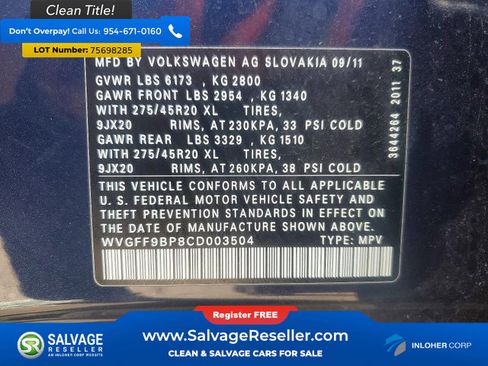 Clean Title!
Don't Overpay! Call us: 954-671-0160
Lot Number: 75698285
MFD BY VOLKSWAGEN AG SLOVAKIA 09/11
GVWR LBS 6173 , KG 2800
GAWR FRONT LBS 2954 , KG 1340
WITH 275/45R20 XL TIRES,
9JX20 RIMS, AT 230KPA, 33 PSI COLD
GAWR REAR LBS 3329 , KG 1510
WITH 275/45R20 XL TIRES,
9JX20 RIMS, AT 260KPA, 38 PSI COLD
THIS VEHICLE CONFORMS TO ALL APPLICABLE
U. S. FEDERAL MOTOR VEHICLE SAFETY AND
THEFT PREVENTION STANDARDS IN EFFECT ON
THE DATE OF MANUFACTURE SHOWN ABOVE.
WVGFF9BP8CD003504 TYPE: MPV
3644264 2011 37
Register FREE!
SALVAGE
RESELLER
AN INLOHER CORP WEBSITE
www.SalvageReseller.com
CLEAN & SALVAGE CARS FOR SALE
INLOHER CORP.